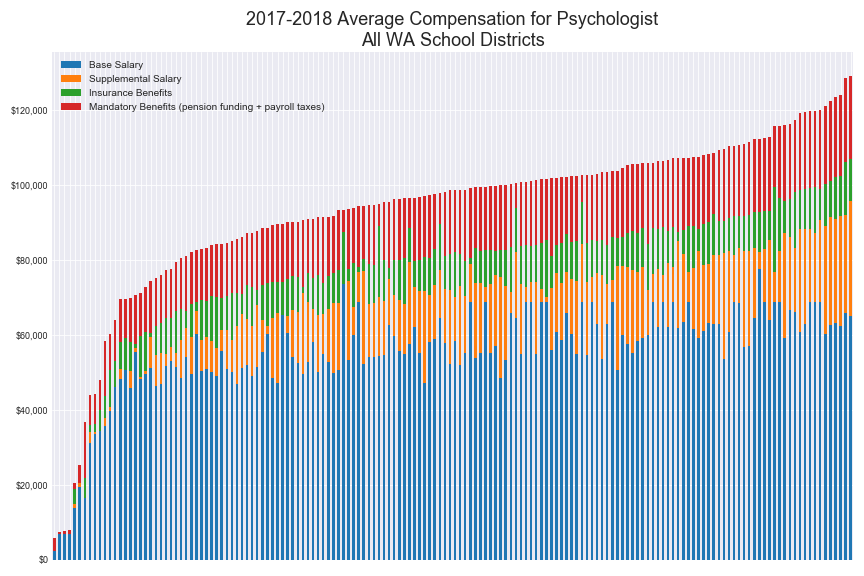 2017-2018 Average Compensation for Psychologist
All WA School Districts
Base Salary
Supplemental Salary
Insurance Benefits
Mandatory Benefits (pension funding + payroll taxes)
$120,000
$100,000
$80,000
$60,000
$40,000
$20,000
$0